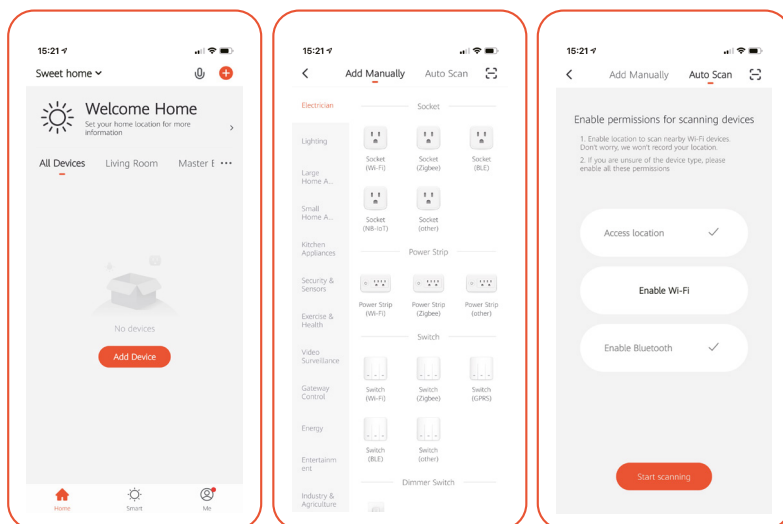 15:21
Sweet home
Welcome Home
Set your home location for more
information
All Devices Living Room Master E ...
No devices
Add Device
Home Smart Me
15:21
Add Manually Auto Scan
Electrician
Lighting
Large
Home A...
Small
Home A...
Kitchen
Appliances
Security &
Sensors
Exercise &
Health
Video
Surveillance
Gateway
Control
Energy
Entertainm
ent
Industry &
Agriculture
Socket
Socket Socket Socket
(Wi-Fi) (Zigbee) (BLE)
Socket Socket
(NB-IoT) (other)
Power Strip
Power Strip Power Strip Power Strip
(Wi-Fi) (Zigbee) (other)
Switch
Switch Switch Switch
(Wi-Fi) (Zigbee) (GPRS)
Switch Switch
(BLE) (other)
Dimmer Switch
15:21
Add Manually Auto Scan
Enable permissions for scanning devices
1. Enable location to scan nearby Wi-Fi devices.
Don't worry, we won't record your location.
2. If you are unsure of the device type, please
enable all these permissions
Access location
Enable Wi-Fi
Enable Bluetooth
Start scanning